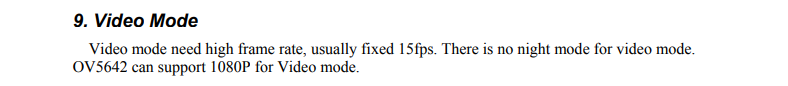 9. Video Mode
Video mode need high frame rate, usually fixed 15fps. There is no night mode for video mode.
OV5642 can support 1080P for Video mode.